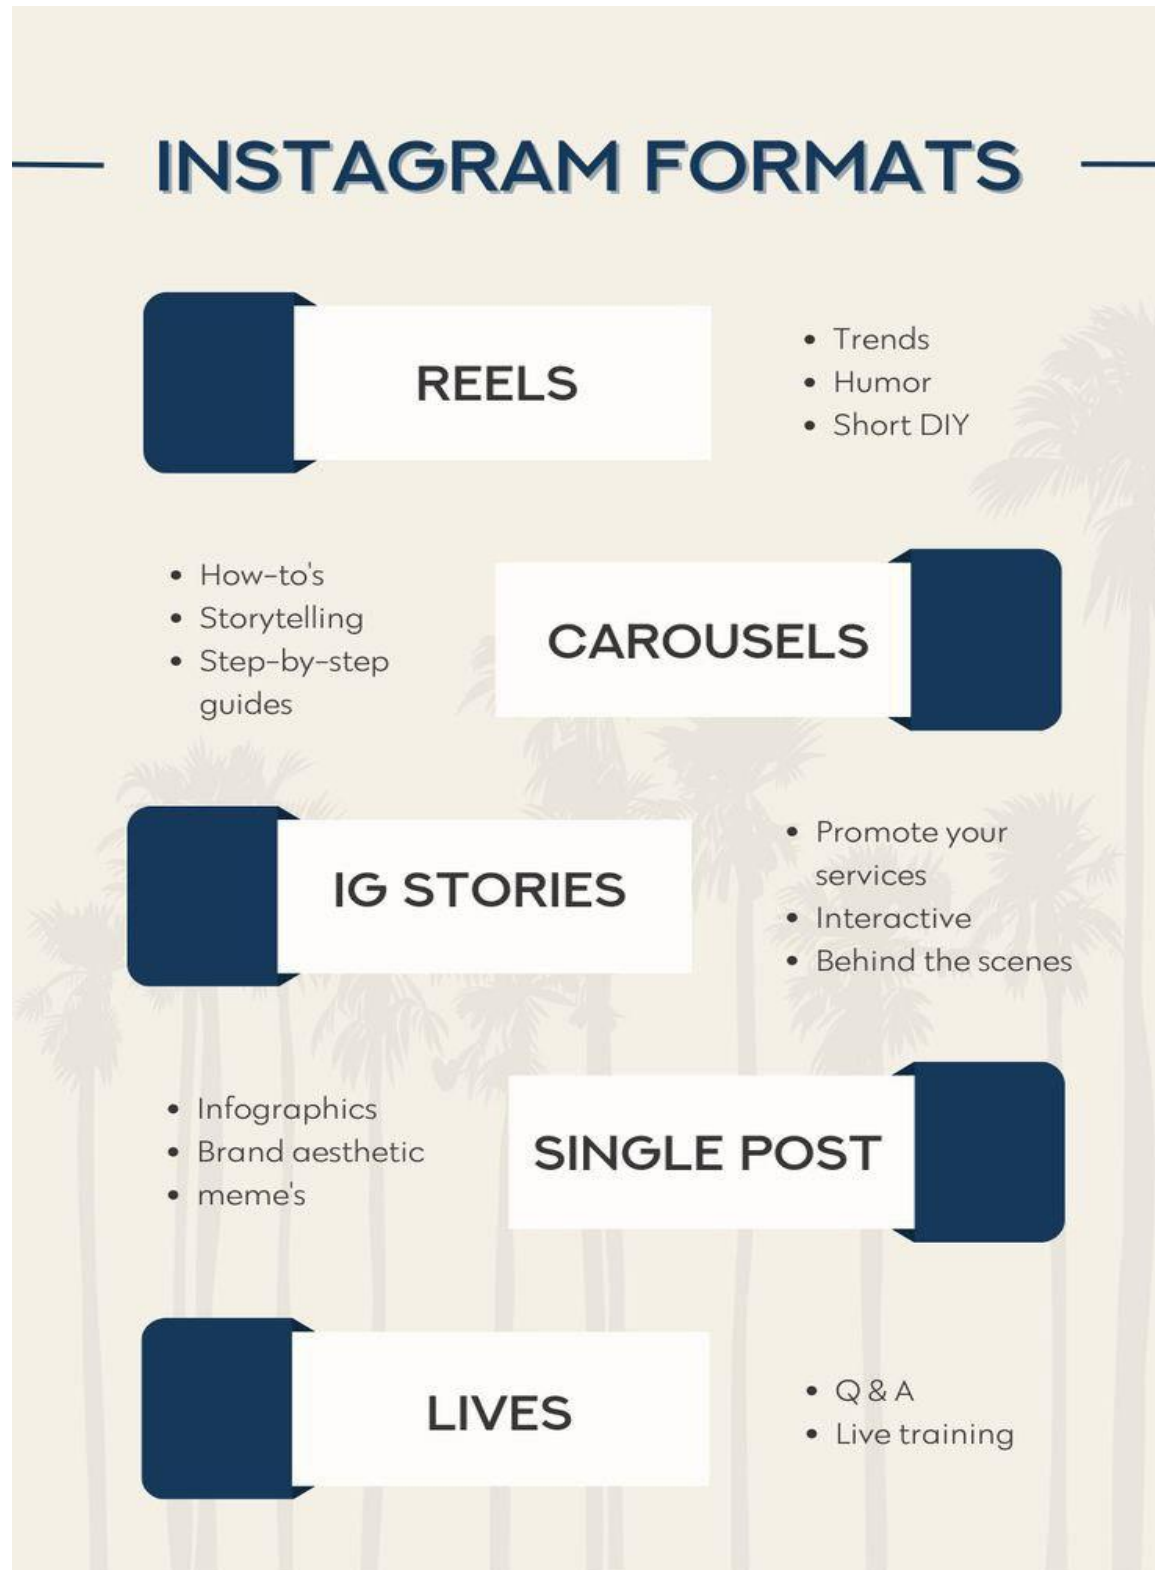 INSTAGRAM FORMATS
REELS
• Trends
• Humor
• Short DIY
• How-to's
• Storytelling
• Step-by-step
guides
CAROUSELS
IG STORIES
• Promote your
services
• Interactive
• Behind the scenes
• Infographics
• Brand aesthetic
• meme's
SINGLE POST
LIVES
• Q & A
• Live training